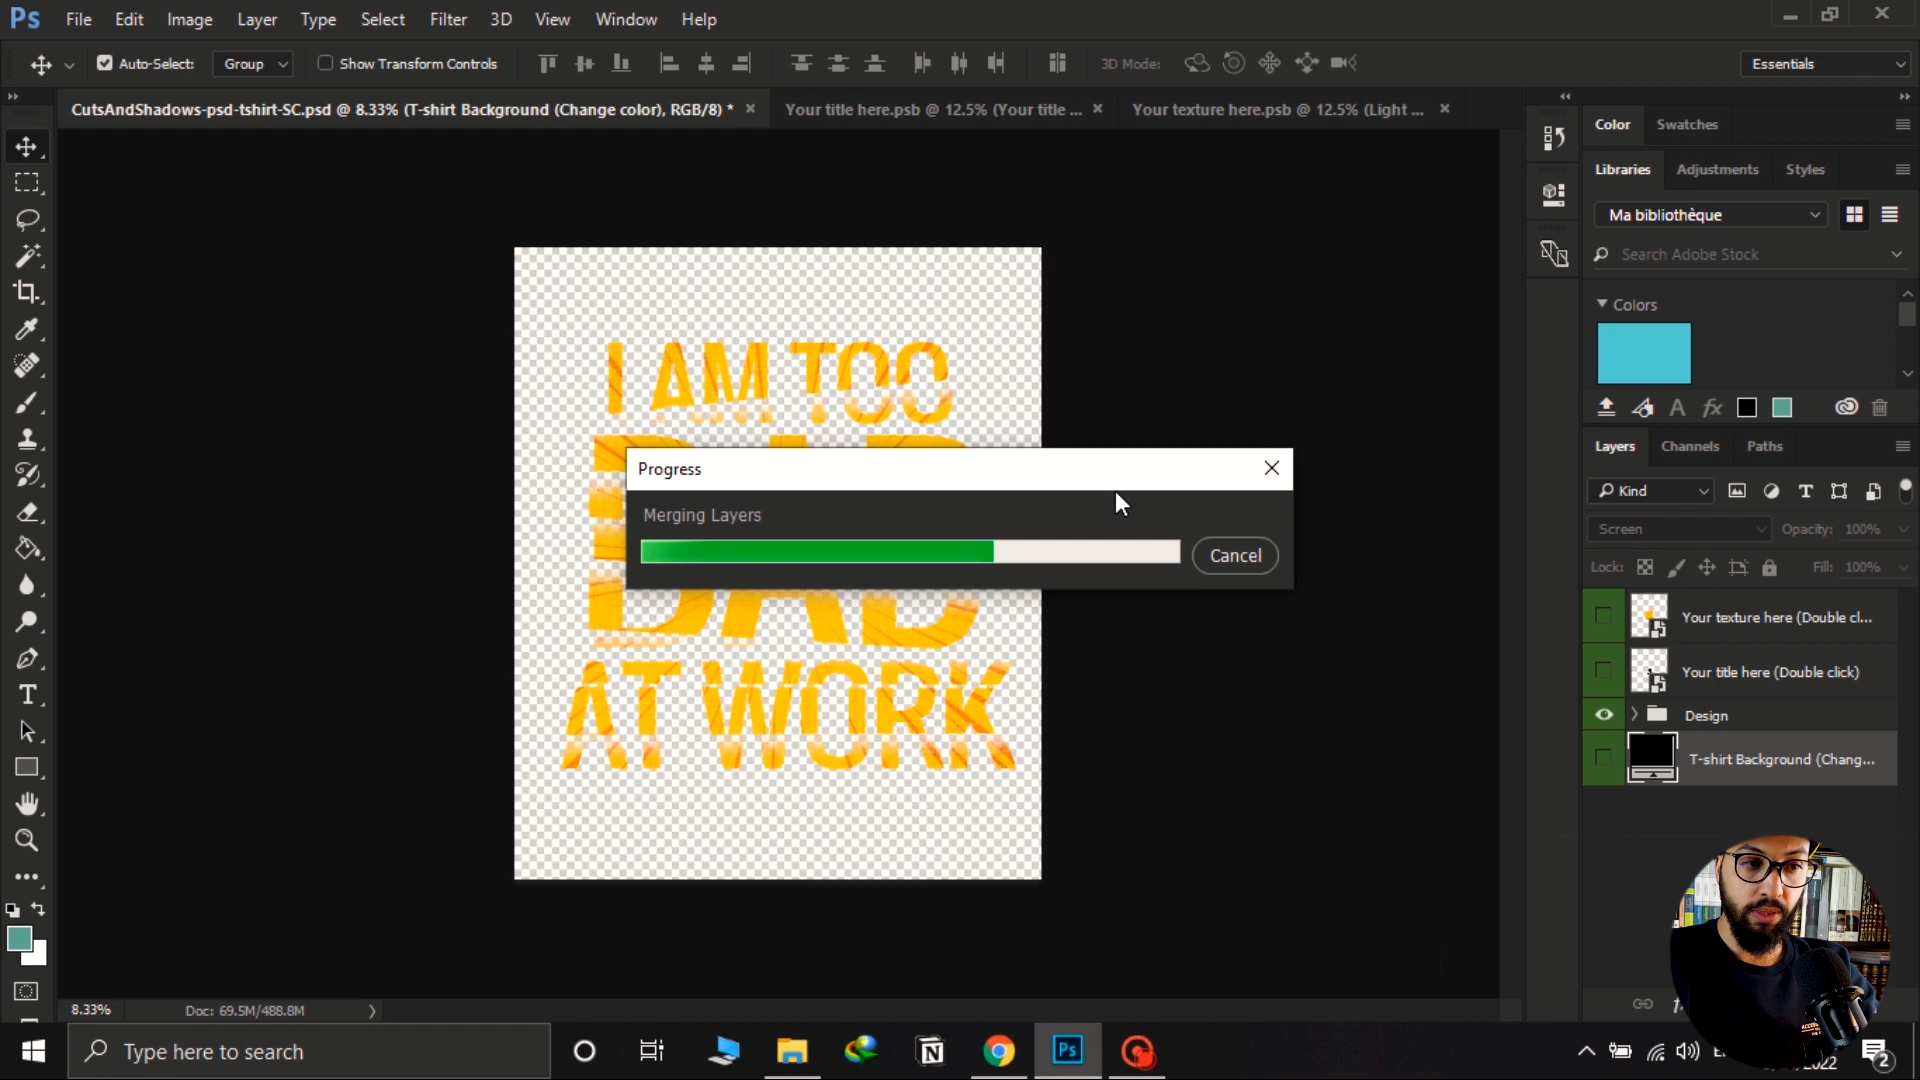 Ps File Edit Image Layer Type Select Filter 3D View Window Help
Auto-Select: Group Show Transform Controls 3D Mode: Essentials
CutsAndShadows-psd-tshirt-SC.psd @ 8.33% (T-shirt Background (Change color), RGB/8) * Your title here.psb @ 12.5% (Your title ... Your texture here.psb @ 12.5% (Light ...
Color Swatches
Libraries Adjustments Styles
Ma bibliothèque
Search Adobe Stock
Colors
I AM TOO
DAD
AT WORK
Progress
Merging Layers
Cancel
Layers Channels Paths
Kind
Screen Opacity: 100%
Lock: Fill: 100%
Your texture here (Double cl...
Your title here (Double click)
Design
T-shirt Background (Chang...
8.33% Doc: 69.5M/488.8M
Type here to search
Ps
2022
2